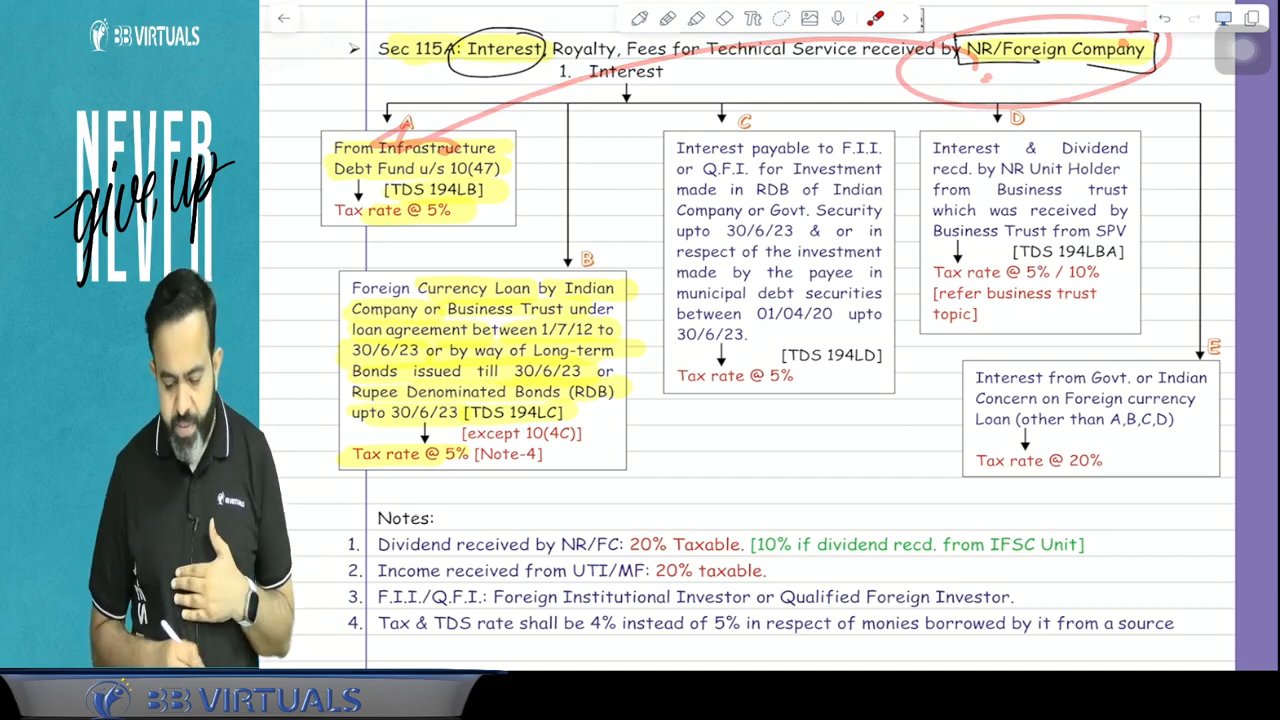 BB VIRTUALS
NEVER
give up
NEVER
➤ Sec 115A: Interest, Royalty, Fees for Technical Service received by NR/Foreign Company
1. Interest
A
From Infrastructure
Debt Fund u/s 10(47)
[TDS 194LB]
Tax rate @ 5%
B
Foreign Currency Loan by Indian
Company or Business Trust under
loan agreement between 1/7/12 to
30/6/23 or by way of Long-term
Bonds issued till 30/6/23 or
Rupee Denominated Bonds (RDB)
upto 30/6/23 [TDS 194LC]
[except 10(4C)]
Tax rate @ 5% [Note-4]
C
Interest payable to F.I.I.
or Q.F.I. for Investment
made in RDB of Indian
Company or Govt. Security
upto 30/6/23 & or in
respect of the investment
made by the payee in
municipal debt securities
between 01/04/20 upto
30/6/23.
[TDS 194LD]
Tax rate @ 5%
D
Interest & Dividend
recd. by NR Unit Holder
from Business trust
which was received by
Business Trust from SPV
[TDS 194LBA]
Tax rate @ 5% / 10%
[refer business trust
topic]
E
Interest from Govt. or Indian
Concern on Foreign currency
Loan (other than A,B,C,D)
Tax rate @ 20%
Notes:
1. Dividend received by NR/FC: 20% Taxable. [10% if dividend recd. from IFSC Unit]
2. Income received from UTI/MF: 20% taxable.
3. F.I.I./Q.F.I.: Foreign Institutional Investor or Qualified Foreign Investor.
4. Tax & TDS rate shall be 4% instead of 5% in respect of monies borrowed by it from a source
BB VIRTUALS